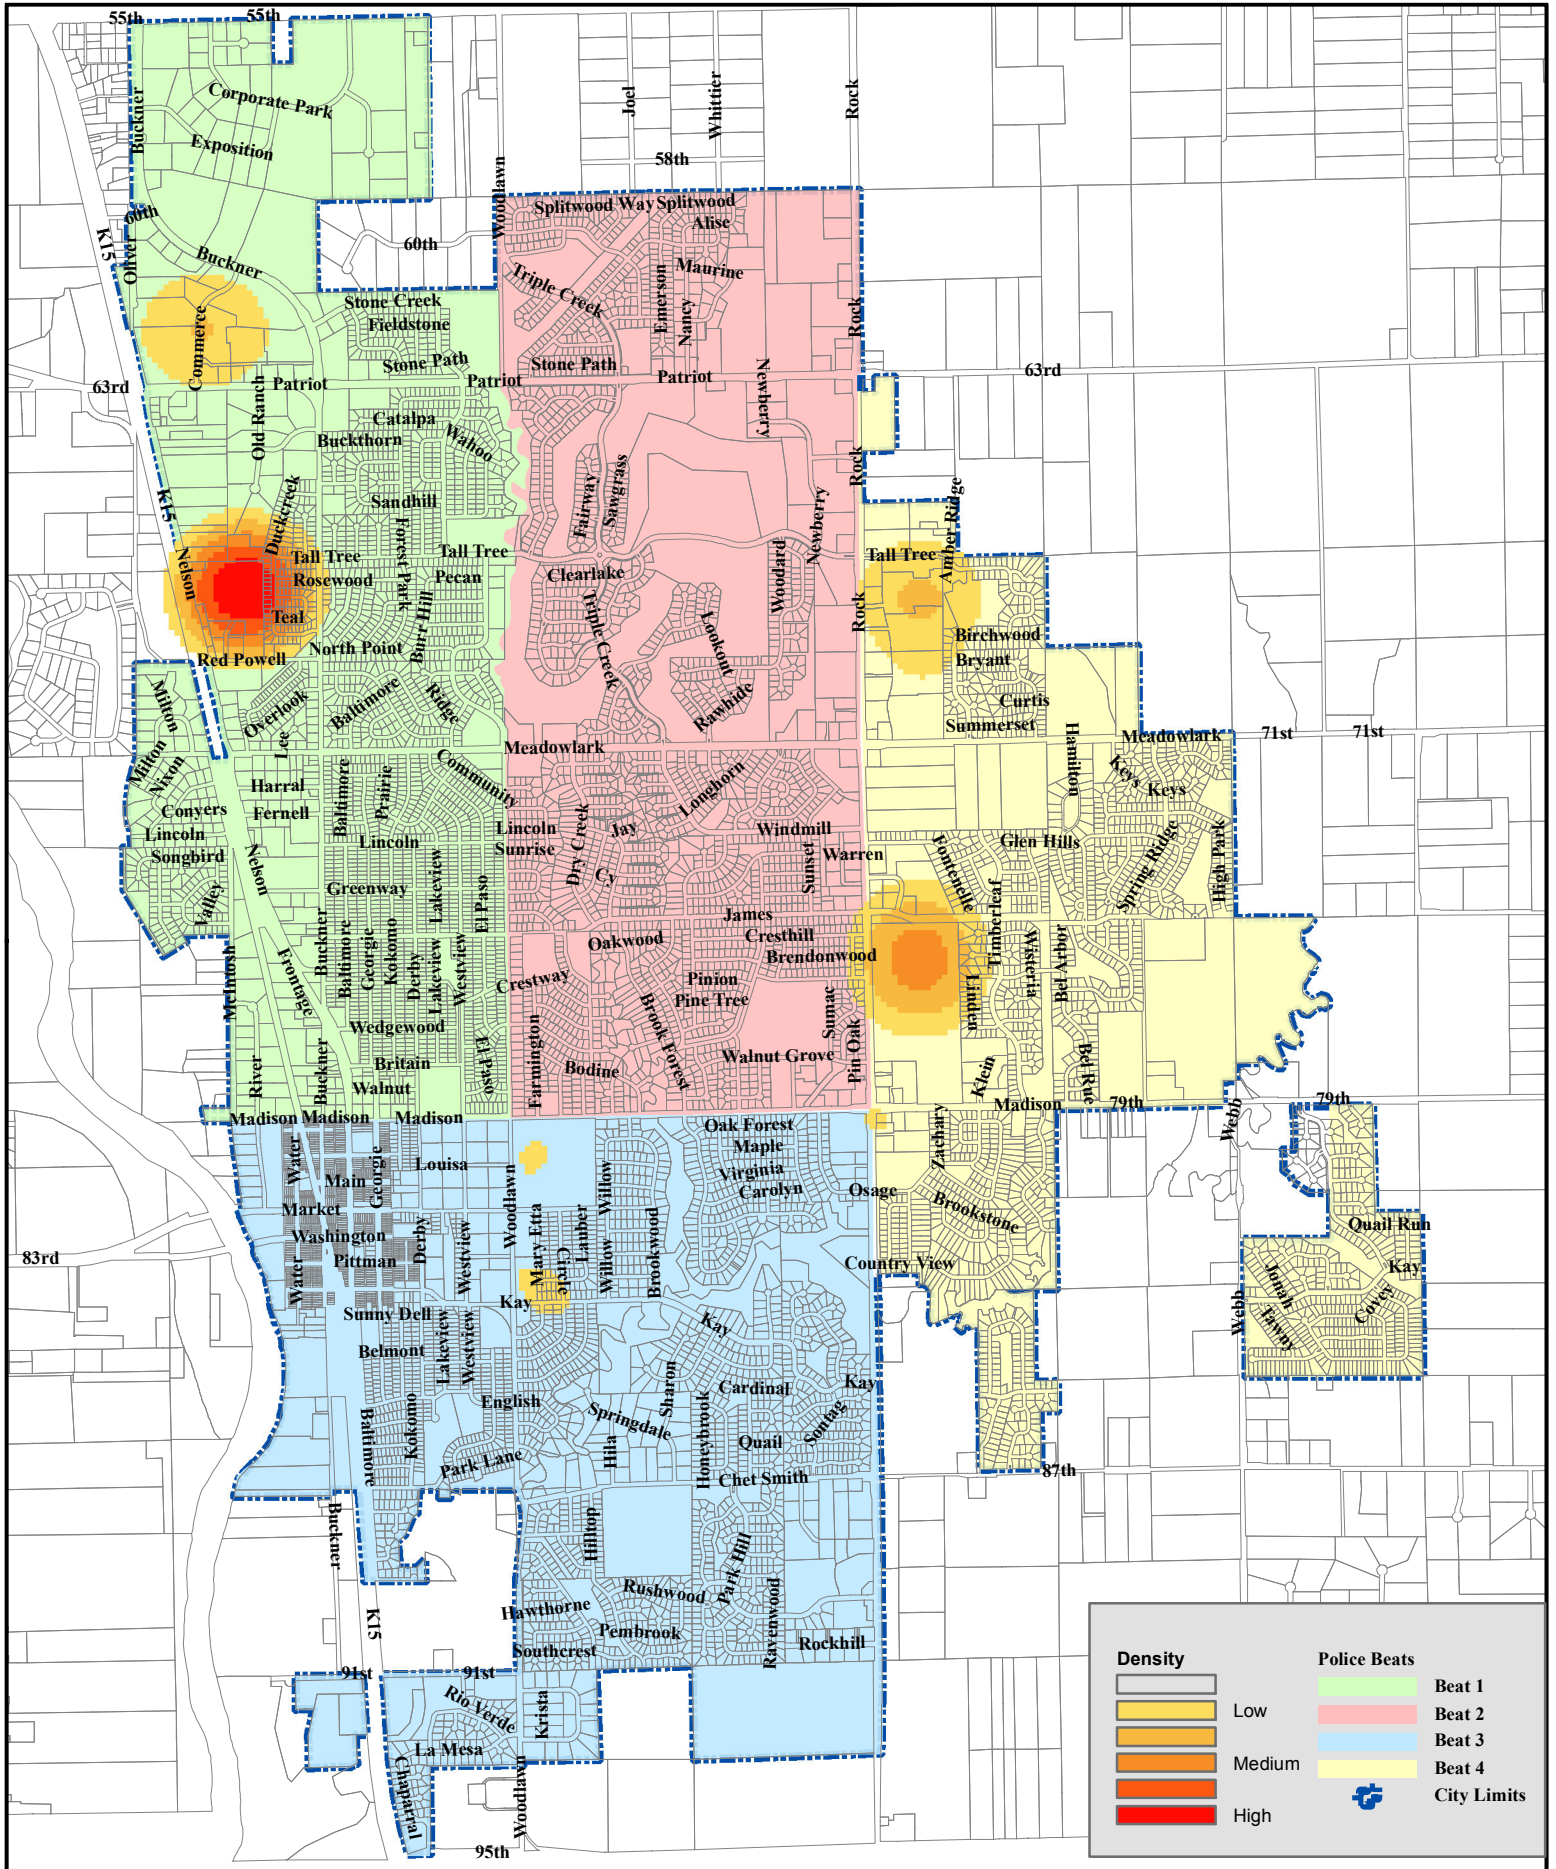 55th
55th
Buckner
Corporate Park
Exposition
Joel
Whittier
Rock
58th
Woodlawn
60th
K15
Oliver
Buckner
60th
Splitwood Way
Splitwood
Alise
Maurine
Triple Creek
Emerson
Nancy
Rock
Stone Creek
Fieldstone
Commerce
Stone Path
Stone Path
63rd
Patriot
Patriot
Patriot
63rd
Old Ranch
Newberry
Catalpa
Wahoo
Buckthorn
Rock
K15
Duckcreek
Sandhill
Fairway
Sawgrass
Newberry
Amber Ridge
Forest Park
Tall Tree
Tall Tree
Tall Tree
Nelson
Rosewood
Pecan
Clearlake
Woodard
Teal
Burr Hill
Triple Creek
Lookout
Rock
Birchwood
North Point
Red Powell
Bryant
Milton
Overlook
Baltimore
Ridge
Rawhide
Curtis
Summerset
Lee
Meadowlark
Hamilton
Meadowlark
71st
71st
Milton
Nixon
Harral
Baltimore
Prairie
Community
Longhorn
Keys
Keys
Conyers
Fernell
Lincoln
Lincoln
Lincoln
Dry Creek
Jay
Windmill
Glen Hills
Songbird
Sunrise
Sunset
Warren
Fontenelle
Spring Ridge
High Park
Nelson
Cy
Greenway
Lakeview
El Paso
Timberleaf
Valley
James
Buckner
Baltimore
Georgie
Kokomo
Derby
Lakeview
Westview
Oakwood
Cresthill
Brendonwood
Wisteria
Bel Arbor
McIntosh
Frontage
Crestway
Pinion
Pine Tree
Linden
Brook Forest
Sumac
Wedgewood
Farmington
Pin Oak
El Paso
Walnut Grove
River
Buckner
Britain
Bodine
Klein
Bel Rue
Walnut
Madison
Madison
Madison
Madison
79th
79th
Webb
Oak Forest
Zachary
Water
Maple
Louisa
Georgie
Main
Woodlawn
Willow
Virginia
Carolyn
Osage
Market
Mary Etta
Lauber
Brookstone
Washington
Derby
Westview
Brookwood
Quail Run
83rd
Pittman
Circle
Willow
Country View
Kay
Water
Jonah
Kay
Webb
Covey
Sunny Dell
Kay
Tawny
Lakeview
Westview
Belmont
Sharon
Cardinal
Kay
English
Baltimore
Kokomo
Springdale
Honeybrook
Sontag
Hila
Quail
Park Lane
Chet Smith
87th
Buckner
Hilltop
Park Hill
Rushwood
Ravenwood
K15
Hawthorne
Pembrook
Southcrest
Rockhill
91st
91st
Rio Verde
Krista
La Mesa
Chaparral
Woodlawn
95th
Density
Low
Medium
High
Police Beats
Beat 1
Beat 2
Beat 3
Beat 4
City Limits